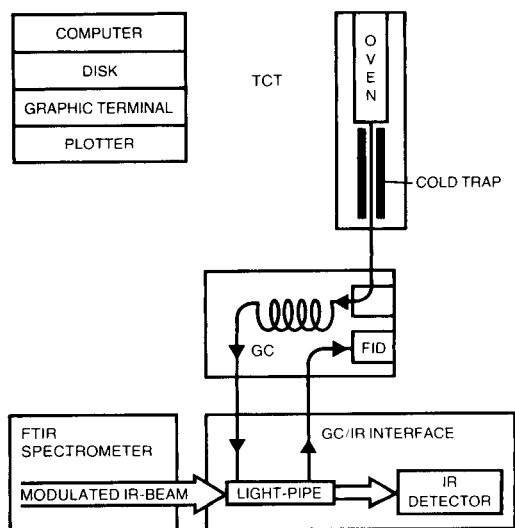 COMPUTER
DISK
GRAPHIC TERMINAL
PLOTTER
TCT
OVEN
COLD TRAP
GC
FID
FTIR
SPECTROMETER
GC/IR INTERFACE
MODULATED IR-BEAM
LIGHT-PIPE
IR
DETECTOR